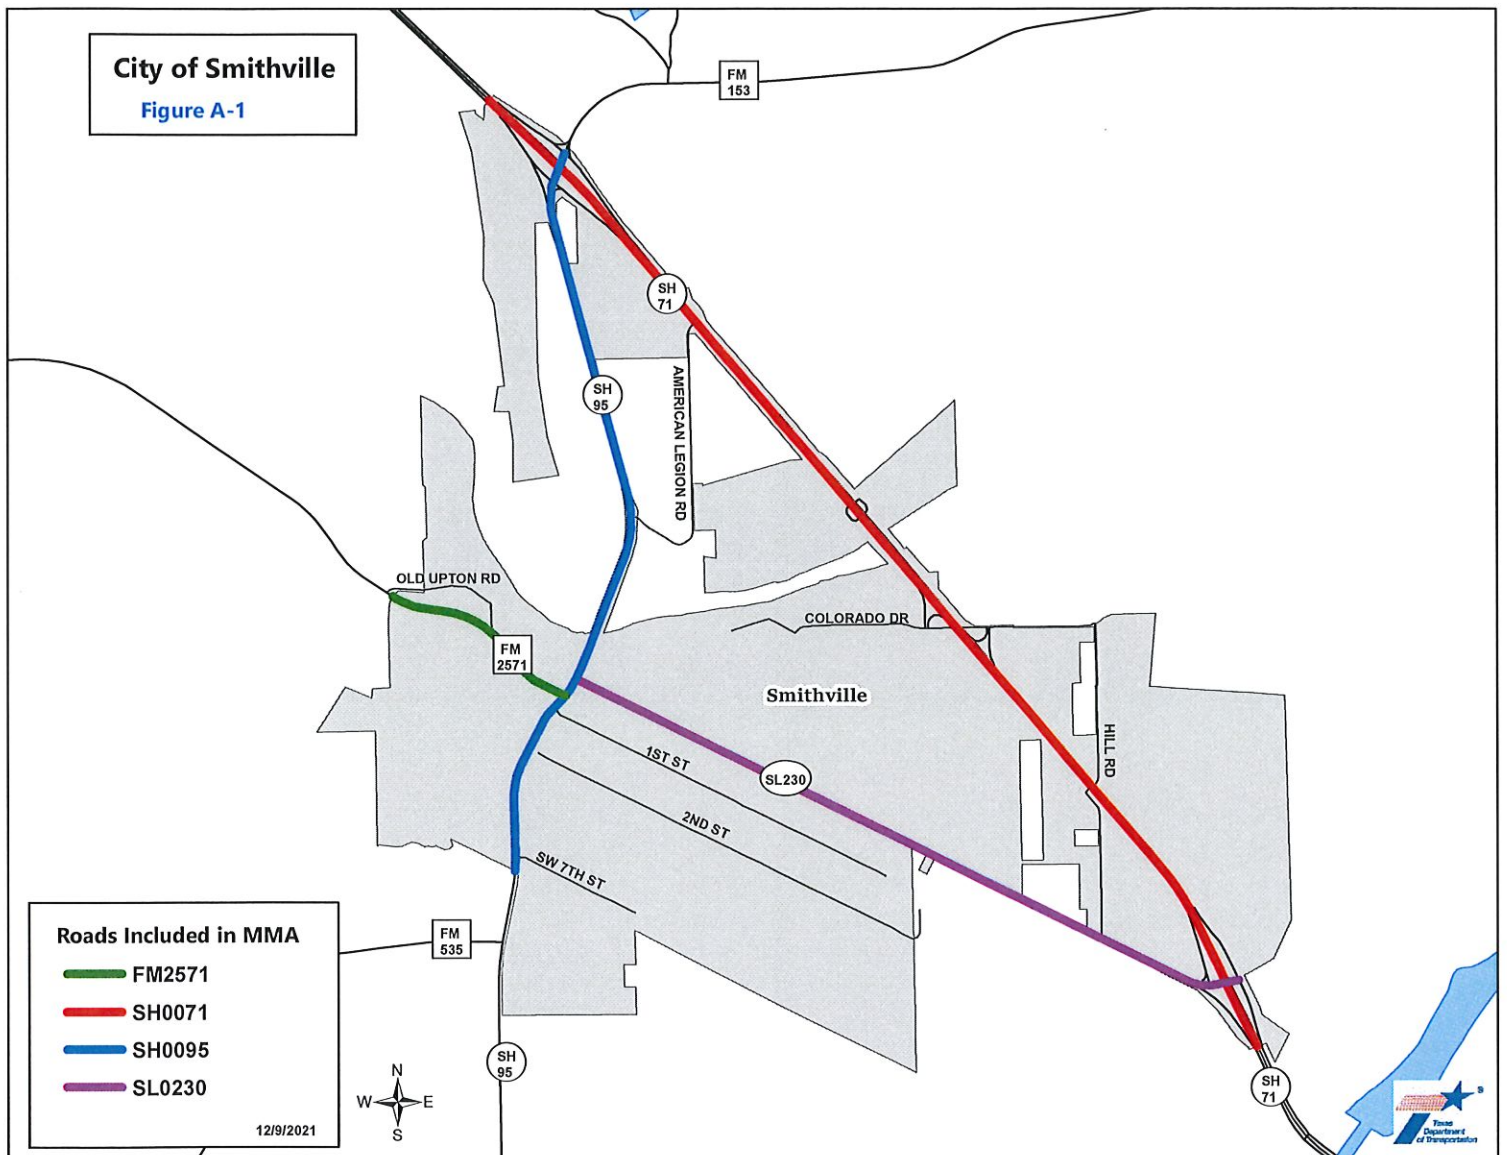 City of Smithville
Figure A-1
FM
153
SH
71
SH
95
AMERICAN LEGION RD
OLD UPTON RD
COLORADO DR
FM
2571
Smithville
HILL RD
1ST ST
SL230
2ND ST
SW 7TH ST
FM
535
Roads Included in MMA
FM2571
SH0071
SH0095
SL0230
12/9/2021
N
W
E
S
SH
95
SH
71
Texas
Department
of Transportation